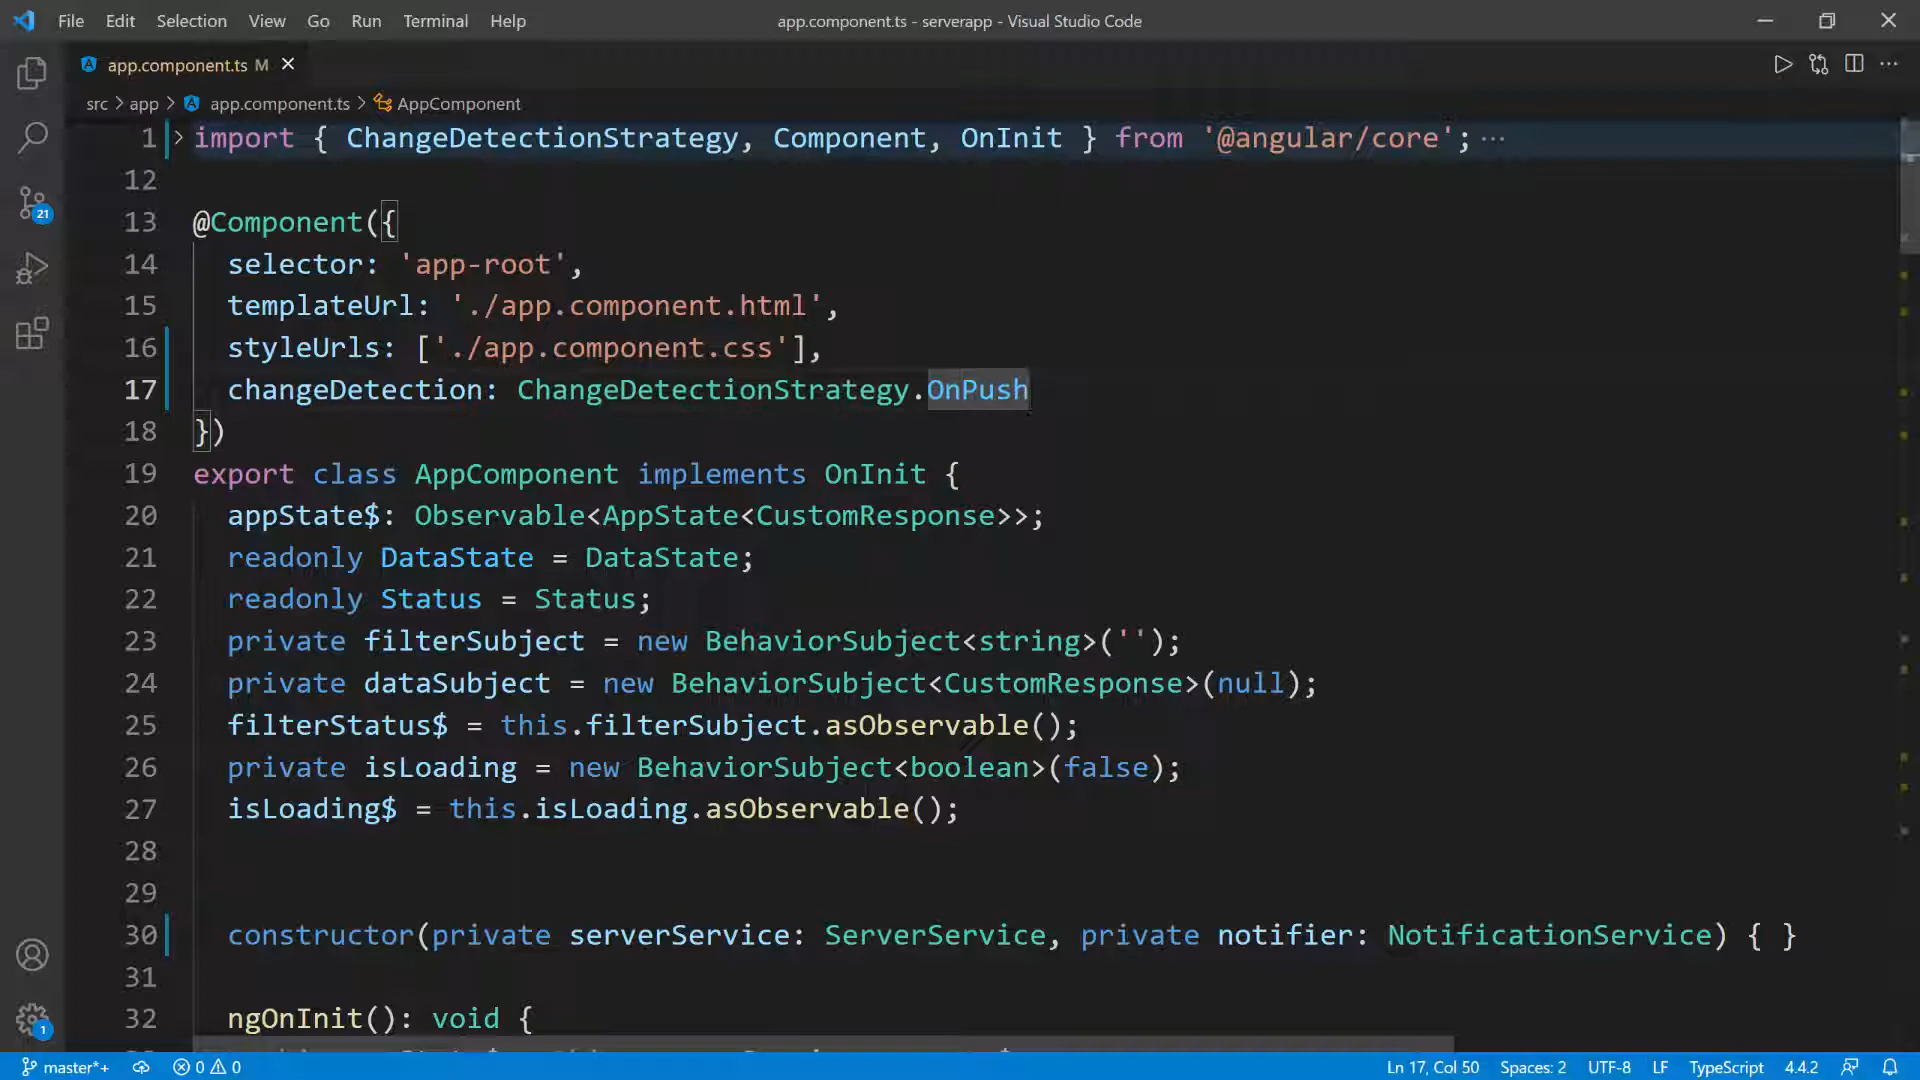 File Edit Selection View Go Run Terminal Help app.component.ts - serverapp - Visual Studio Code
app.component.ts M
src > app > app.component.ts > AppComponent
1 import { ChangeDetectionStrategy, Component, OnInit } from '@angular/core'; ...
12
13 @Component({
14 selector: 'app-root',
15 templateUrl: './app.component.html',
16 styleUrls: ['./app.component.css'],
17 changeDetection: ChangeDetectionStrategy.OnPush
18 })
19 export class AppComponent implements OnInit {
20 appState$: Observable<AppState<CustomResponse>>;
21 readonly DataState = DataState;
22 readonly Status = Status;
23 private filterSubject = new BehaviorSubject<string>('');
24 private dataSubject = new BehaviorSubject<CustomResponse>(null);
25 filterStatus$ = this.filterSubject.asObservable();
26 private isLoading = new BehaviorSubject<boolean>(false);
27 isLoading$ = this.isLoading.asObservable();
28
29
30 constructor(private serverService: ServerService, private notifier: NotificationService) { }
31
32 ngOnInit(): void {
21
1
master*+ 0 0 Ln 17, Col 50 Spaces: 2 UTF-8 LF TypeScript 4.4.2